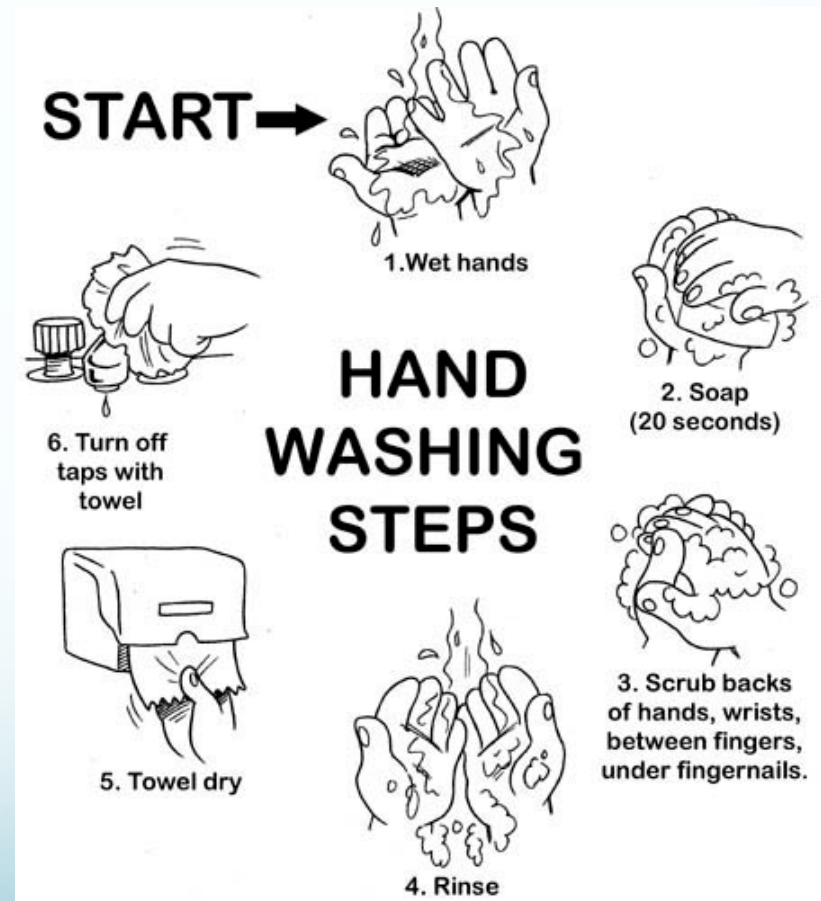 START
1.Wet hands
2. Soap
(20 seconds)
3. Scrub backs
of hands, wrists,
between fingers,
under fingernails.
4. Rinse
5. Towel dry
6. Turn off
taps with
towel
HAND
WASHING
STEPS